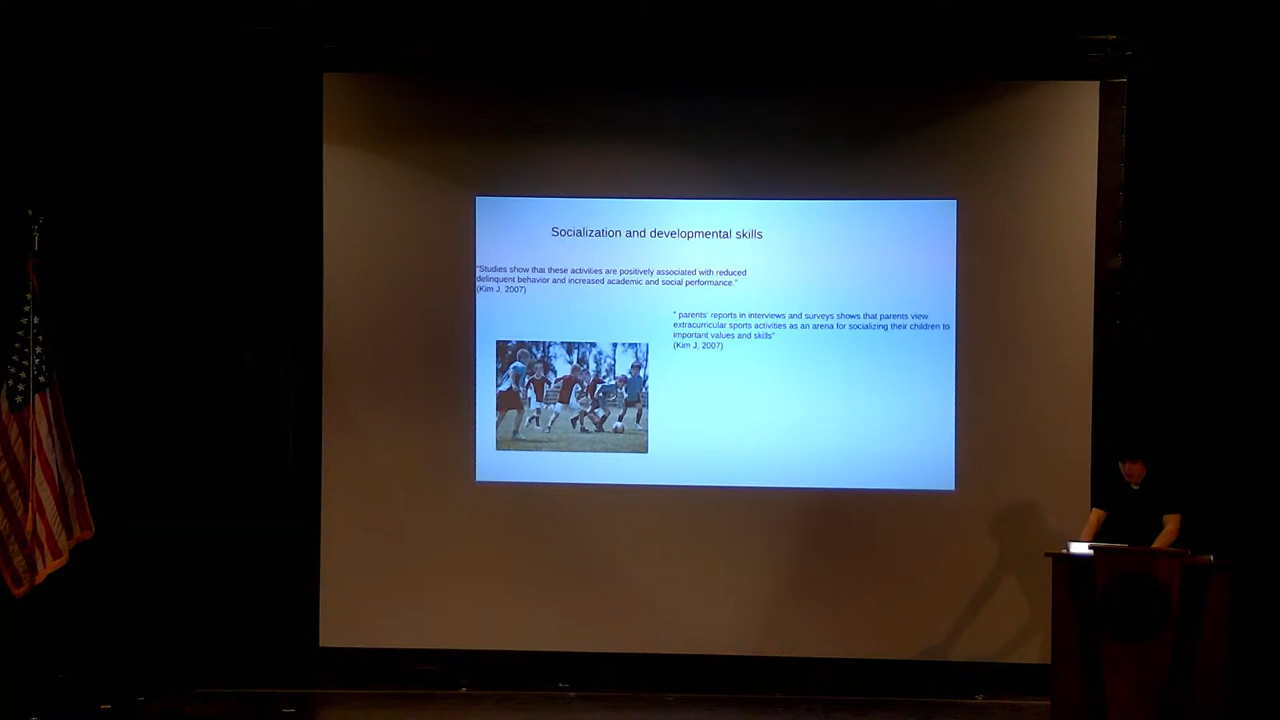 Socialization and developmental skills
"Studies show that these activities are positively associated with reduced
delinquent behavior and increased academic and social performance."
(Kim J, 2007)
" parents' reports in interviews and surveys shows that parents view
extracurricular sports activities as an arena for socializing their children to
important values and skills"
(Kim J, 2007)